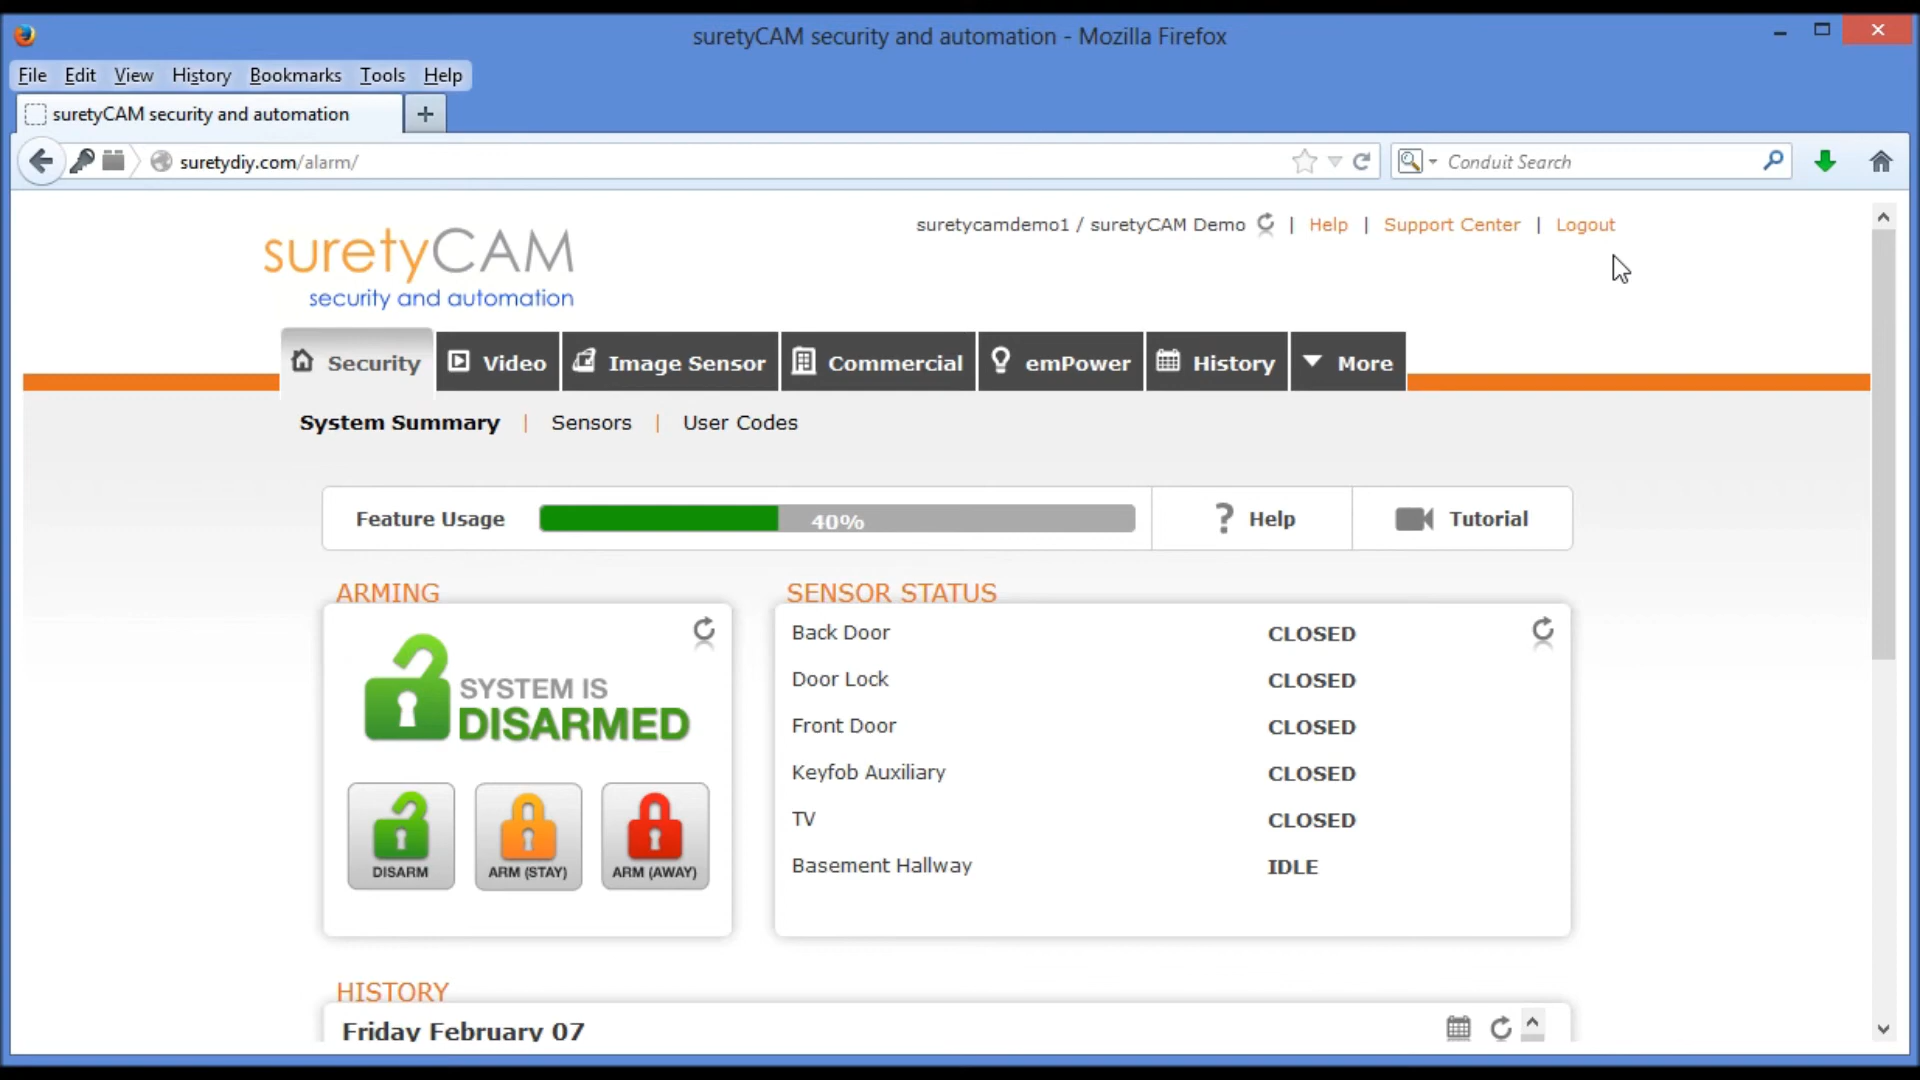 suretyCAM security and automation - Mozilla Firefox
File Edit View History Bookmarks Tools Help
suretyCAM security and automation +
suretydiy.com/alarm/ Conduit Search
suretycamdemo1 / suretyCAM Demo | Help | Support Center | Logout
suretyCAM
security and automation
Security Video Image Sensor Commercial emPower History More
System Summary | Sensors | User Codes
Feature Usage 40% ? Help Tutorial
ARMING SENSOR STATUS
Back Door CLOSED
SYSTEM IS
DISARMED
Door Lock CLOSED
Front Door CLOSED
Keyfob Auxiliary CLOSED
TV CLOSED
Basement Hallway IDLE
DISARM ARM (STAY) ARM (AWAY)
HISTORY
Friday February 07